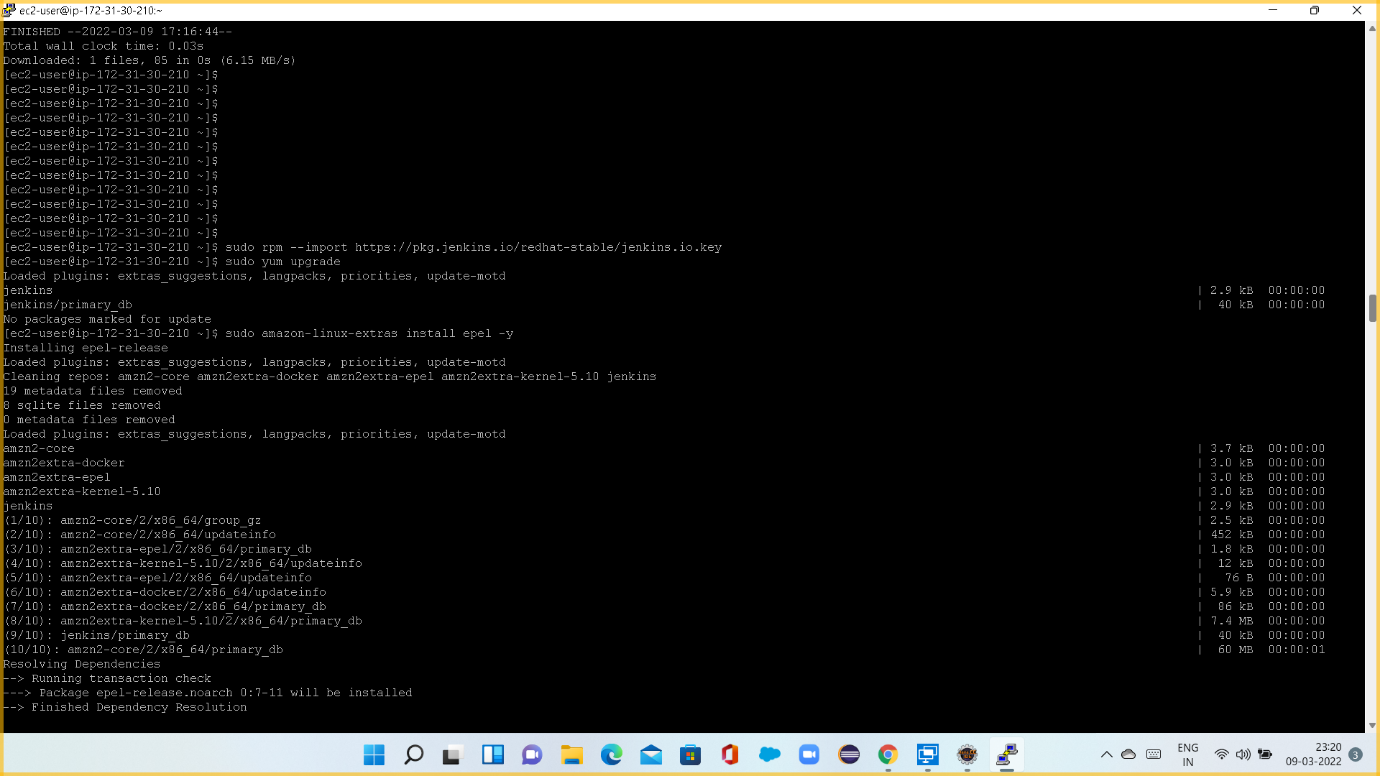 ec2-user@ip-172-31-30-210:~
FINISHED --2022-03-09 17:16:44--
Total wall clock time: 0.03s
Downloaded: 1 files, 85 in 0s (6.15 MB/s)
[ec2-user@ip-172-31-30-210 ~]$
[ec2-user@ip-172-31-30-210 ~]$
[ec2-user@ip-172-31-30-210 ~]$
[ec2-user@ip-172-31-30-210 ~]$
[ec2-user@ip-172-31-30-210 ~]$
[ec2-user@ip-172-31-30-210 ~]$
[ec2-user@ip-172-31-30-210 ~]$
[ec2-user@ip-172-31-30-210 ~]$
[ec2-user@ip-172-31-30-210 ~]$
[ec2-user@ip-172-31-30-210 ~]$
[ec2-user@ip-172-31-30-210 ~]$
[ec2-user@ip-172-31-30-210 ~]$
[ec2-user@ip-172-31-30-210 ~]$ sudo rpm --import https://pkg.jenkins.io/redhat-stable/jenkins.io.key
[ec2-user@ip-172-31-30-210 ~]$ sudo yum upgrade
Loaded plugins: extras_suggestions, langpacks, priorities, update-motd
jenkins | 2.9 kB 00:00:00
jenkins/primary_db | 40 kB 00:00:00
No packages marked for update
[ec2-user@ip-172-31-30-210 ~]$ sudo amazon-linux-extras install epel -y
Installing epel-release
Loaded plugins: extras_suggestions, langpacks, priorities, update-motd
Cleaning repos: amzn2-core amzn2extra-docker amzn2extra-epel amzn2extra-kernel-5.10 jenkins
19 metadata files removed
8 sqlite files removed
0 metadata files removed
Loaded plugins: extras_suggestions, langpacks, priorities, update-motd
amzn2-core | 3.7 kB 00:00:00
amzn2extra-docker | 3.0 kB 00:00:00
amzn2extra-epel | 3.0 kB 00:00:00
amzn2extra-kernel-5.10 | 3.0 kB 00:00:00
jenkins | 2.9 kB 00:00:00
(1/10): amzn2-core/2/x86_64/group_gz | 2.5 kB 00:00:00
(2/10): amzn2-core/2/x86_64/updateinfo | 452 kB 00:00:00
(3/10): amzn2extra-epel/2/x86_64/primary_db | 1.8 kB 00:00:00
(4/10): amzn2extra-kernel-5.10/2/x86_64/updateinfo | 12 kB 00:00:00
(5/10): amzn2extra-epel/2/x86_64/updateinfo | 76 B 00:00:00
(6/10): amzn2extra-docker/2/x86_64/updateinfo | 5.9 kB 00:00:00
(7/10): amzn2extra-docker/2/x86_64/primary_db | 86 kB 00:00:00
(8/10): amzn2extra-kernel-5.10/2/x86_64/primary_db | 7.4 MB 00:00:00
(9/10): jenkins/primary_db | 40 kB 00:00:00
(10/10): amzn2-core/2/x86_64/primary_db | 60 MB 00:00:01
Resolving Dependencies
--> Running transaction check
---> Package epel-release.noarch 0:7-11 will be installed
--> Finished Dependency Resolution
ENG
IN
23:20
09-03-2022
3